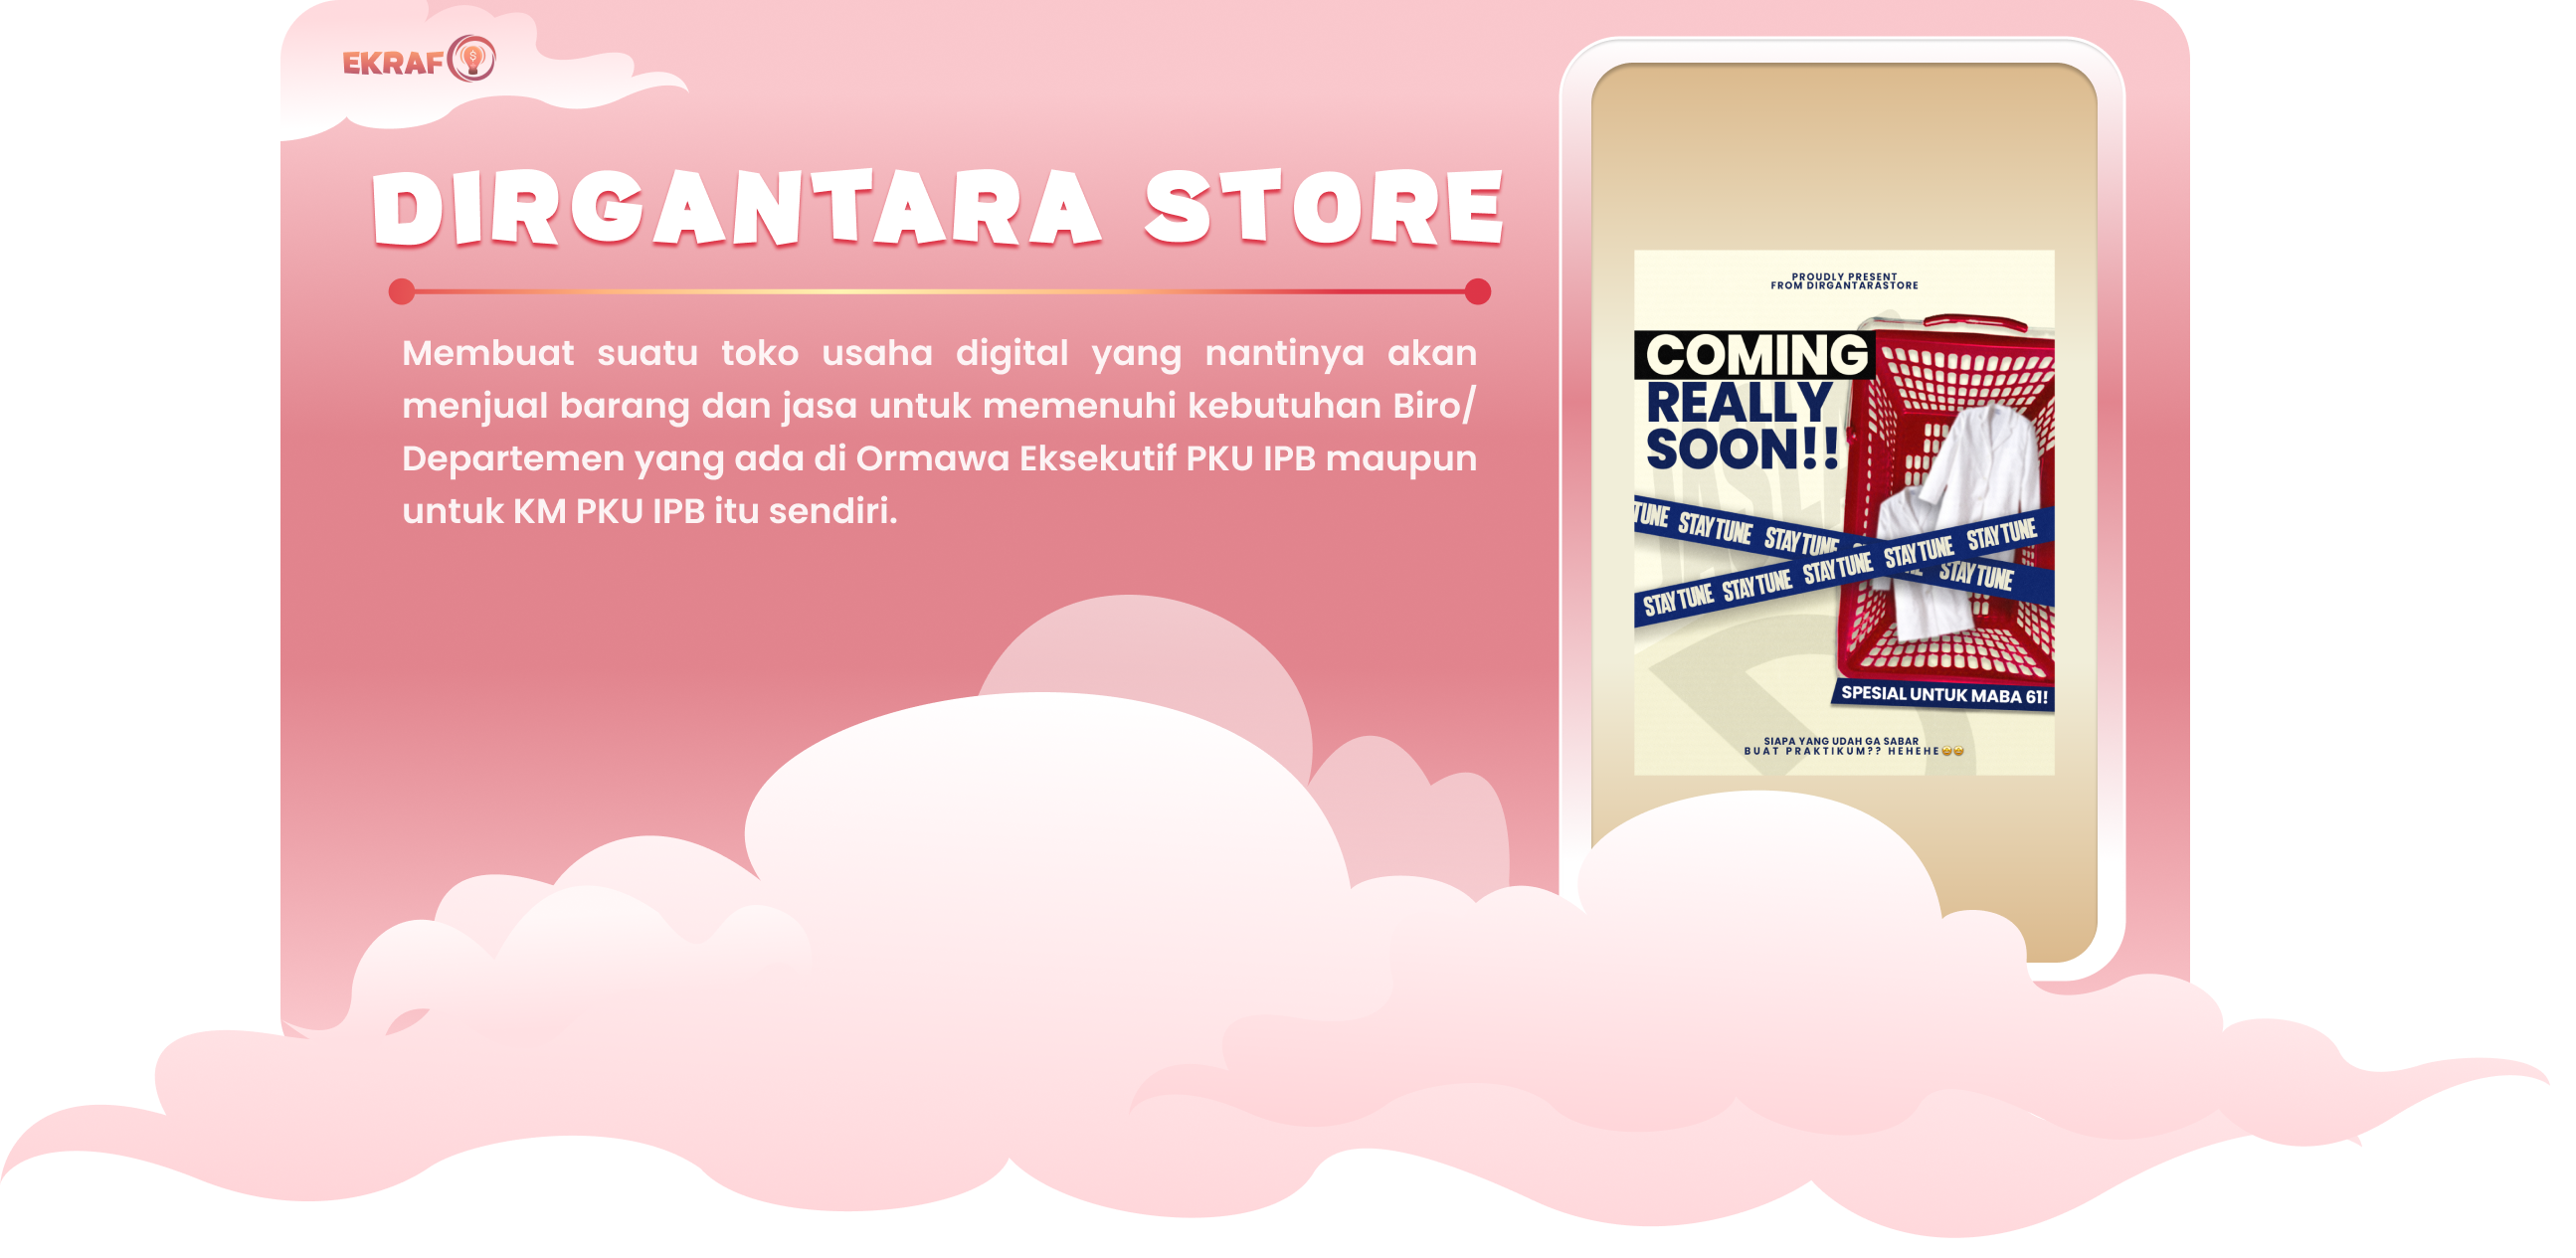 EKRAF
DIRGANTARA STORE
Membuat suatu toko usaha digital yang nantinya akan
menjual barang dan jasa untuk memenuhi kebutuhan Biro/
Departemen yang ada di Ormawa Eksekutif PKU IPB maupun
untuk KM PKU IPB itu sendiri.
PROUDLY PRESENT
FROM DIRGANTARASTORE
COMING
REALLY
SOON!!
TUNE STAY TUNE STAY TUNE STAY TUNE
STAY TUNE STAY TUNE STAY TUNE STAY TUNE STAY TUNE
SPESIAL UNTUK MABA 61!
SIAPA YANG UDAH GA SABAR
BUAT PRAKTIKUM?? HEHEHE🤩🤩